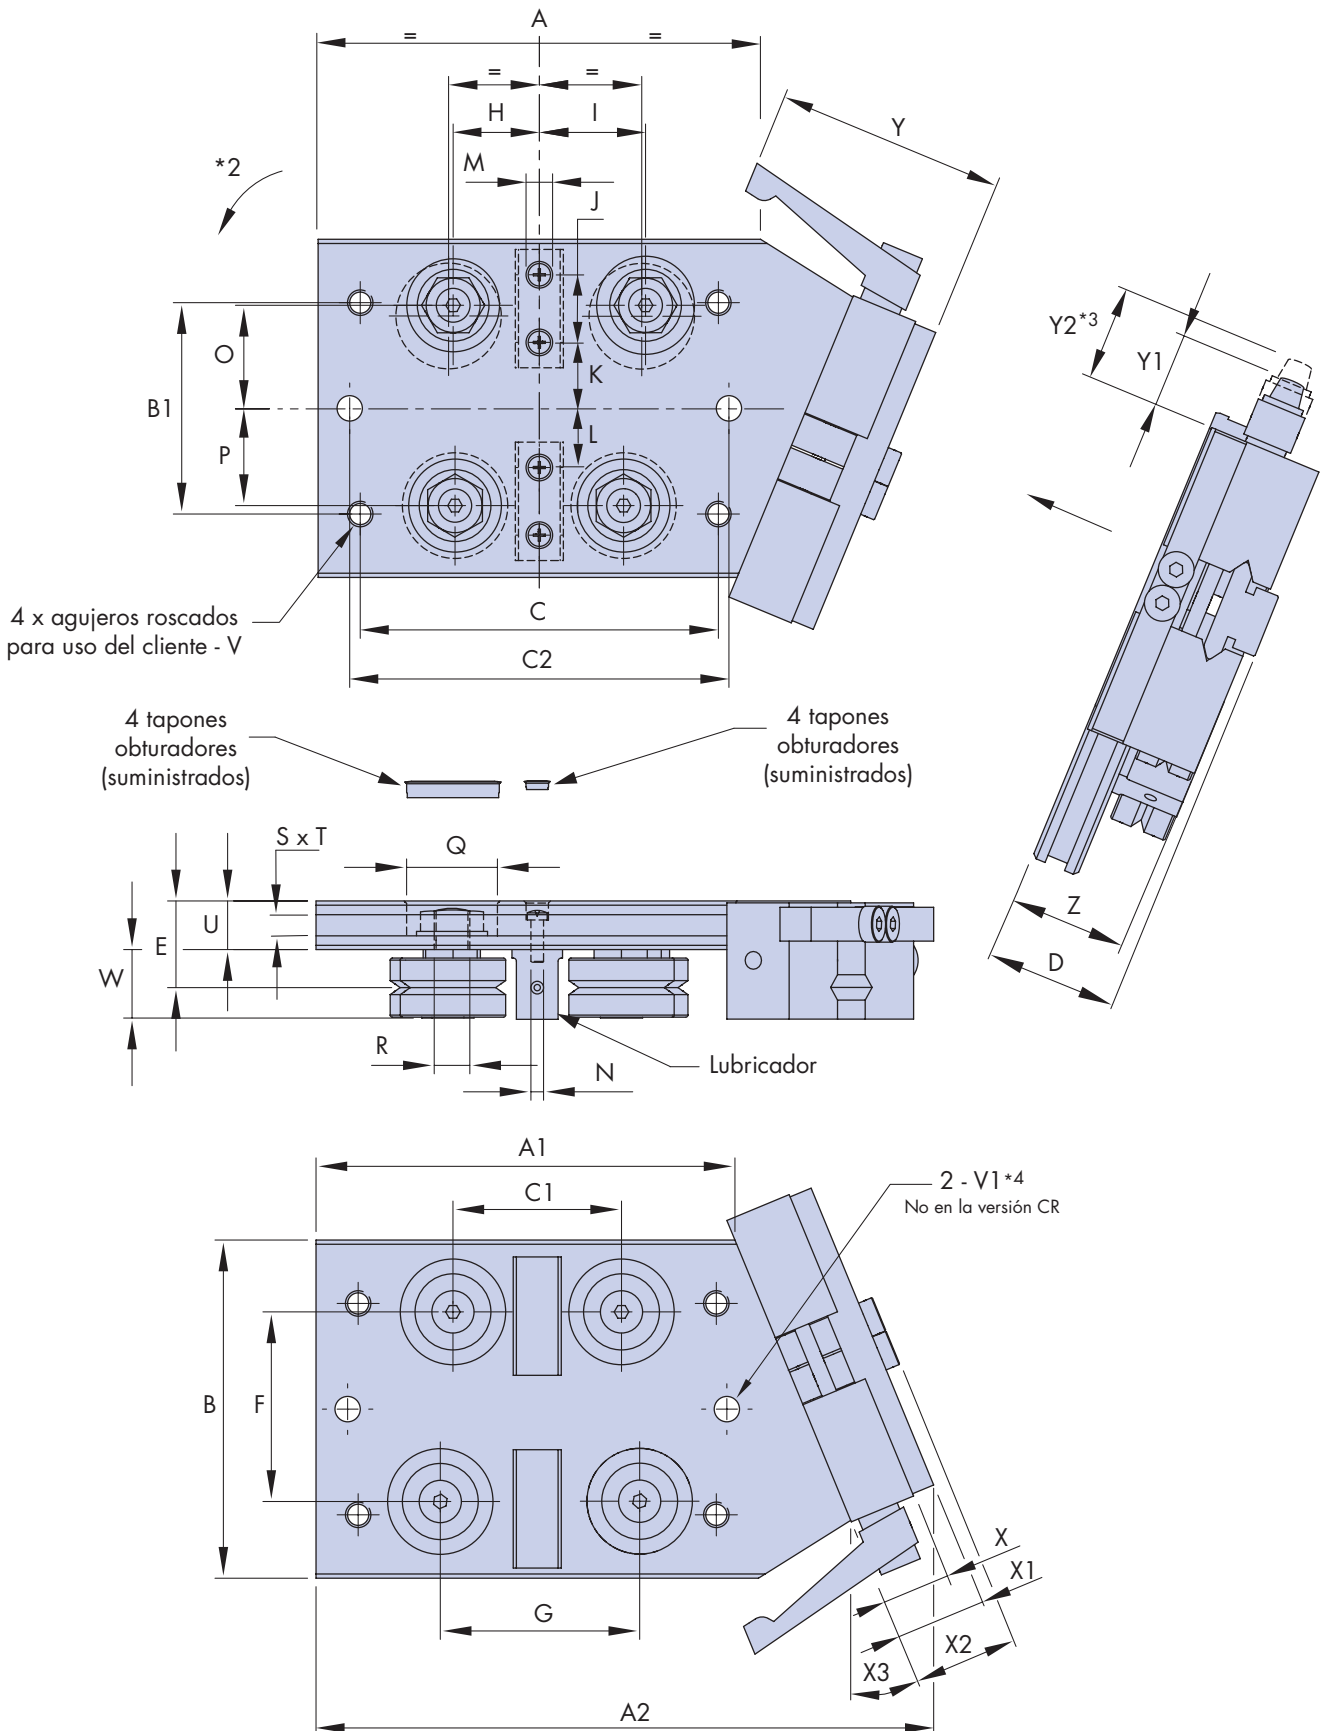 A
= =
= =
H I
Y
M
*2
J
Y2*3
Y1
O
K
B1
L
P
4 x agujeros roscados
para uso del cliente - V
C
C2
4 tapones
obturadores
(suministrados)
4 tapones
obturadores
(suministrados)
S x T
Q
U
E
W
Z
D
R
N
Lubricador
A1
C1
2 - V1*4
No en la versión CR
B
F
X
X1
G
X2
X3
A2